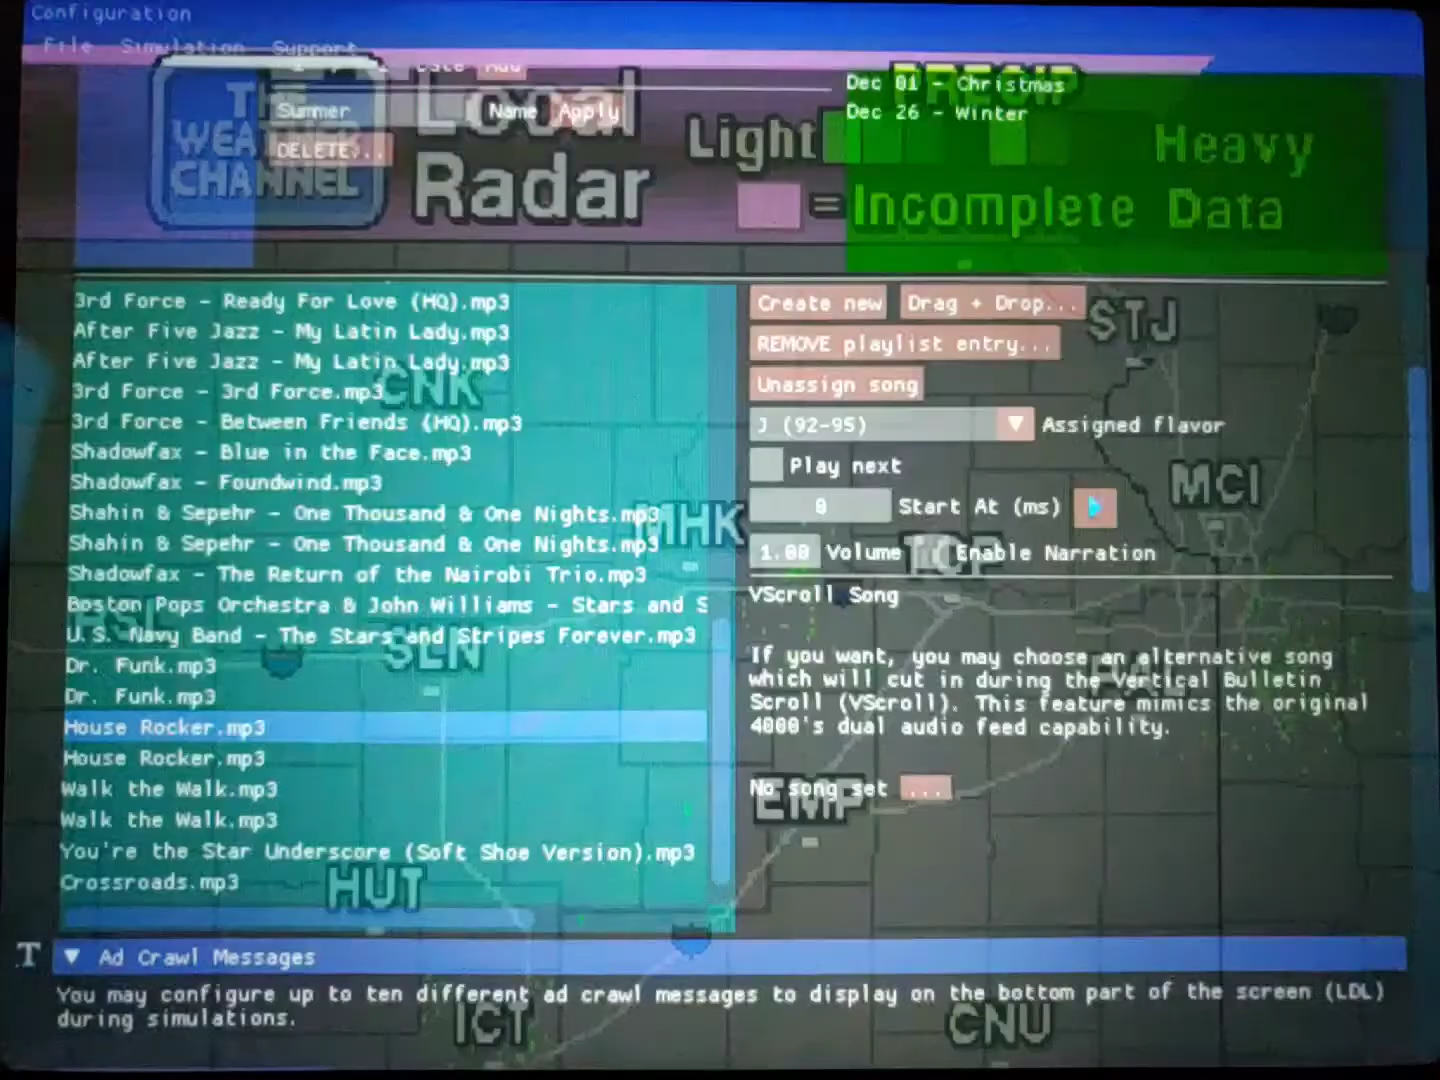 Configuration
File Simulation Support
Date Add
Summer Name Apply
DELETE...
Dec 01 - Christmas
Dec 26 - Winter
THE
WEATHER
CHANNEL
Local
Radar
PRECIP
Light Heavy
= Incomplete Data
3rd Force - Ready For Love (HQ).mp3
After Five Jazz - My Latin Lady.mp3
After Five Jazz - My Latin Lady.mp3
3rd Force - 3rd Force.mp3
3rd Force - Between Friends (HQ).mp3
Shadowfax - Blue in the Face.mp3
Shadowfax - Foundwind.mp3
Shahin & Sepehr - One Thousand & One Nights.mp3
Shahin & Sepehr - One Thousand & One Nights.mp3
Shadowfax - The Return of the Nairobi Trio.mp3
Boston Pops Orchestra & John Williams - Stars and S
U.S. Navy Band - The Stars and Stripes Forever.mp3
Dr. Funk.mp3
Dr. Funk.mp3
House Rocker.mp3
House Rocker.mp3
Walk the Walk.mp3
Walk the Walk.mp3
You're the Star Underscore (Soft Shoe Version).mp3
Crossroads.mp3
Create new Drag + Drop...
REMOVE playlist entry...
Unassign song
J (92-95) Assigned flavor
Play next
0 Start At (ms)
1.00 Volume Enable Narration
VScroll Song
If you want, you may choose an alternative song
which will cut in during the Vertical Bulletin
Scroll (VScroll). This feature mimics the original
4000's dual audio feed capability.
No song set ...
STJ
CNK
MCI
MHK
TOP
RSL
SLN
EMP
HUT
ICT
CNU
T
Ad Crawl Messages
You may configure up to ten different ad crawl messages to display on the bottom part of the screen (LDL)
during simulations.